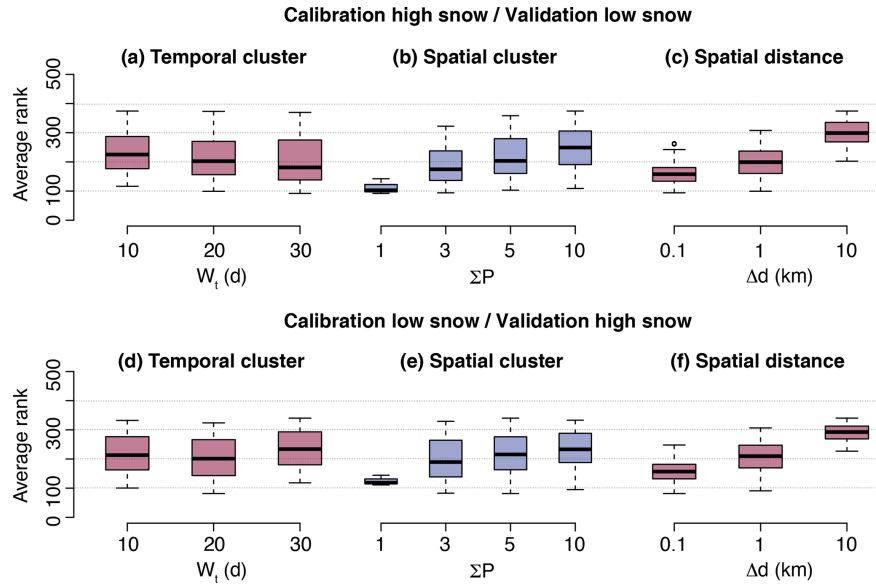 Calibration high snow / Validation low snow
(a) Temporal cluster (b) Spatial cluster (c) Spatial distance
Average rank
0 100 300 500
10 20 30 1 3 5 10 0.1 1 10
W_t (d) ΣP Δd (km)
Calibration low snow / Validation high snow
(d) Temporal cluster (e) Spatial cluster (f) Spatial distance
Average rank
0 100 300 500
10 20 30 1 3 5 10 0.1 1 10
W_t (d) ΣP Δd (km)